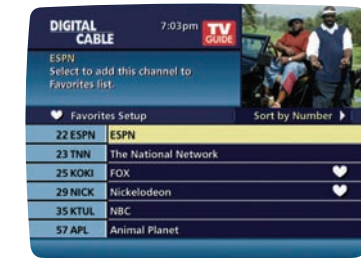 DIGITAL CABLE
7:03pm
TV GUIDE
ESPN
Select to add this channel to
Favorites list.
Favorites Setup
Sort by Number
22 ESPN ESPN
23 TNN The National Network
25 KOKI FOX
29 NICK Nickelodeon
35 KTUL NBC
57 APL Animal Planet